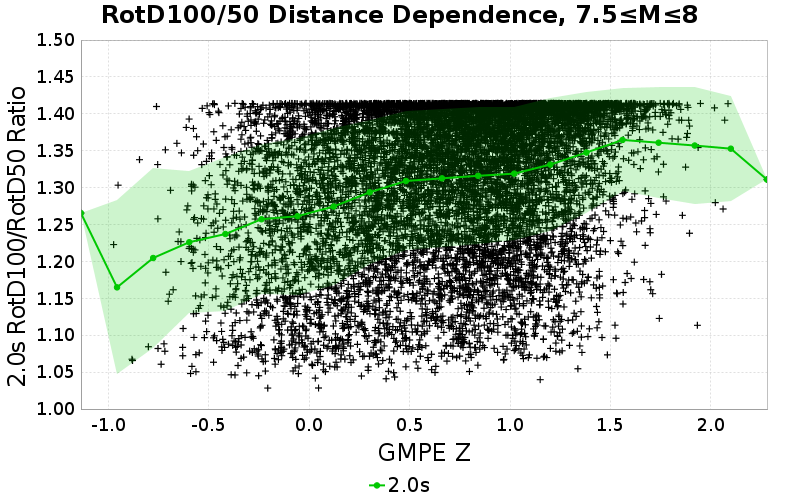 RotD100/50 Distance Dependence, 7.5≤M≤8
2.0s RotD100/RotD50 Ratio
1.50
1.45
1.40
1.35
1.30
1.25
1.20
1.15
1.10
1.05
1.00
-1.0 -0.5 0.0 0.5 1.0 1.5 2.0
GMPE Z
2.0s